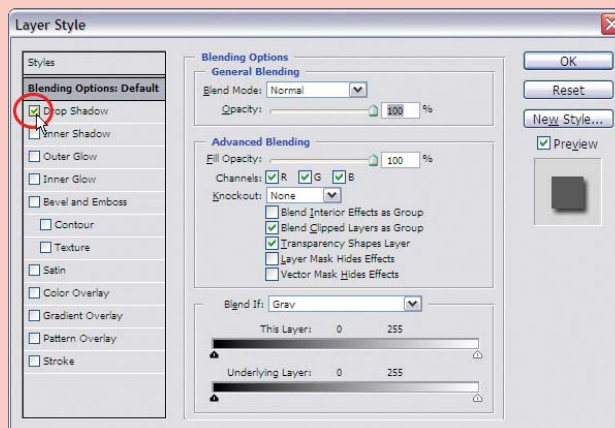 Layer Style
Styles
Blending Options: Default
Drop Shadow
Inner Shadow
Outer Glow
Inner Glow
Bevel and Emboss
Contour
Texture
Satin
Color Overlay
Gradient Overlay
Pattern Overlay
Stroke
Blending Options
General Blending
Blend Mode: Normal
Opacity: 100 %
Advanced Blending
Fill Opacity: 100 %
Channels: R G B
Knockout: None
Blend Interior Effects as Group
Blend Clipped Layers as Group
Transparency Shapes Layer
Layer Mask Hides Effects
Vector Mask Hides Effects
Blend If: Gray
This Layer: 0 255
Underlying Layer: 0 255
OK
Reset
New Style...
Preview